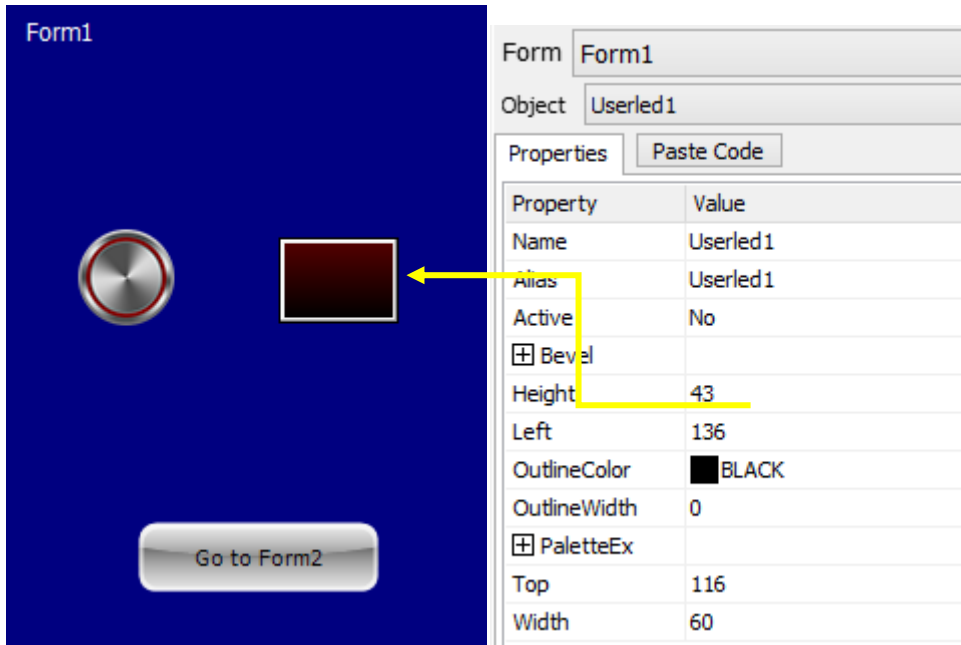 Form1
Go to Form2
Form Form1
Object Userled1
Properties Paste Code
Property Value
Name Userled1
Alias Userled1
Active No
Bevel
Height 43
Left 136
OutlineColor BLACK
OutlineWidth 0
PaletteEx
Top 116
Width 60